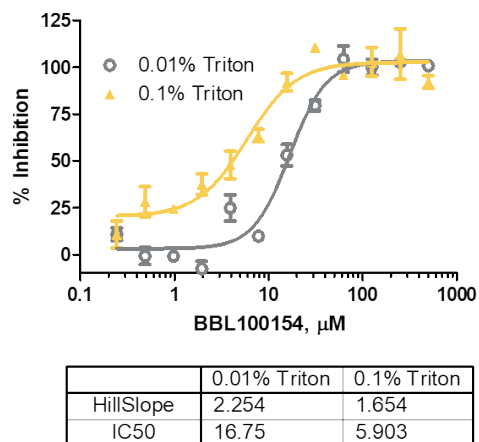 125
100
75
50
25
0
% Inhibition
0.01% Triton
0.1% Triton
0.1 1 10 100 1000
BBL100154, μM
0.01% Triton 0.1% Triton
HillSlope 2.254 1.654
IC50 16.75 5.903